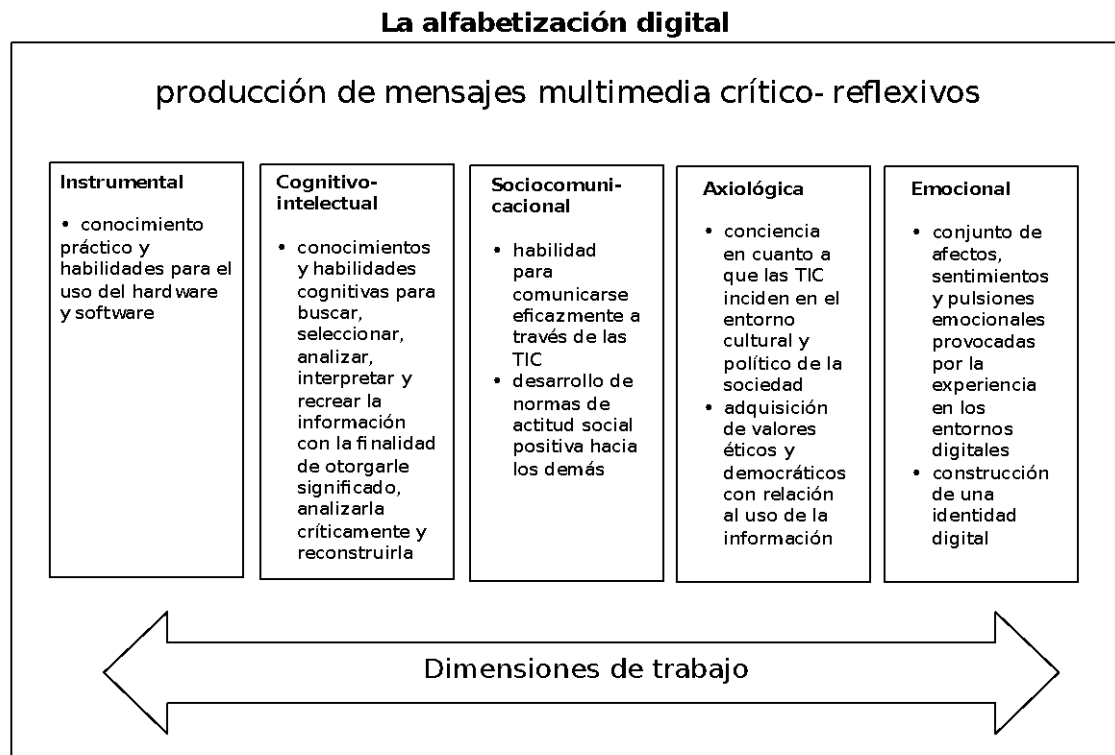 La alfabetización digital
producción de mensajes multimedia crítico- reflexivos
Instrumental
• conocimiento
práctico y
habilidades para el
uso del hardware
y software
Cognitivo-
intelectual
• conocimientos
y habilidades
cognitivas para
buscar,
seleccionar,
analizar,
interpretar y
recrear la
información
con la finalidad
de otorgarle
significado,
analizarla
críticamente y
reconstruirla
Sociocomuni-
cacional
• habilidad
para
comunicarse
eficazmente a
través de las
TIC
• desarrollo de
normas de
actitud social
positiva hacia
los demás
Axiológica
• conciencia
en cuanto a
que las TIC
inciden en el
entorno
cultural y
político de la
sociedad
• adquisición
de valores
éticos y
democráticos
con relación
al uso de la
información
Emocional
• conjunto de
afectos,
sentimientos
y pulsiones
emocionales
provocadas
por la
experiencia
en los
entornos
digitales
• construcción
de una
identidad
digital
Dimensiones de trabajo